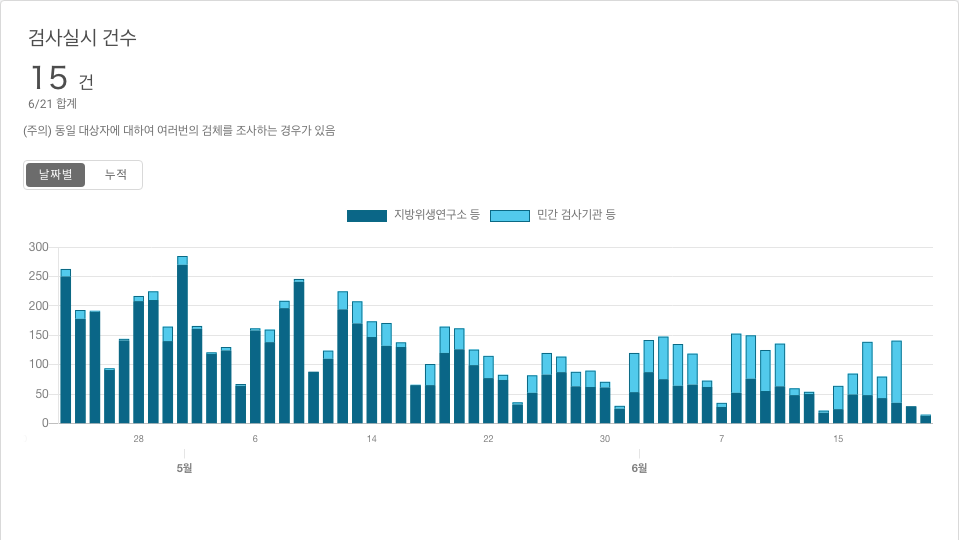 검사실시 건수
15 건
6/21 합계
(주의) 동일 대상자에 대하여 여러번의 검체를 조사하는 경우가 있음
날짜별 누적
지방위생연구소 등 민간 검사기관 등
300
250
200
150
100
50
0
28 6 14 22 30 7 15
5월 6월